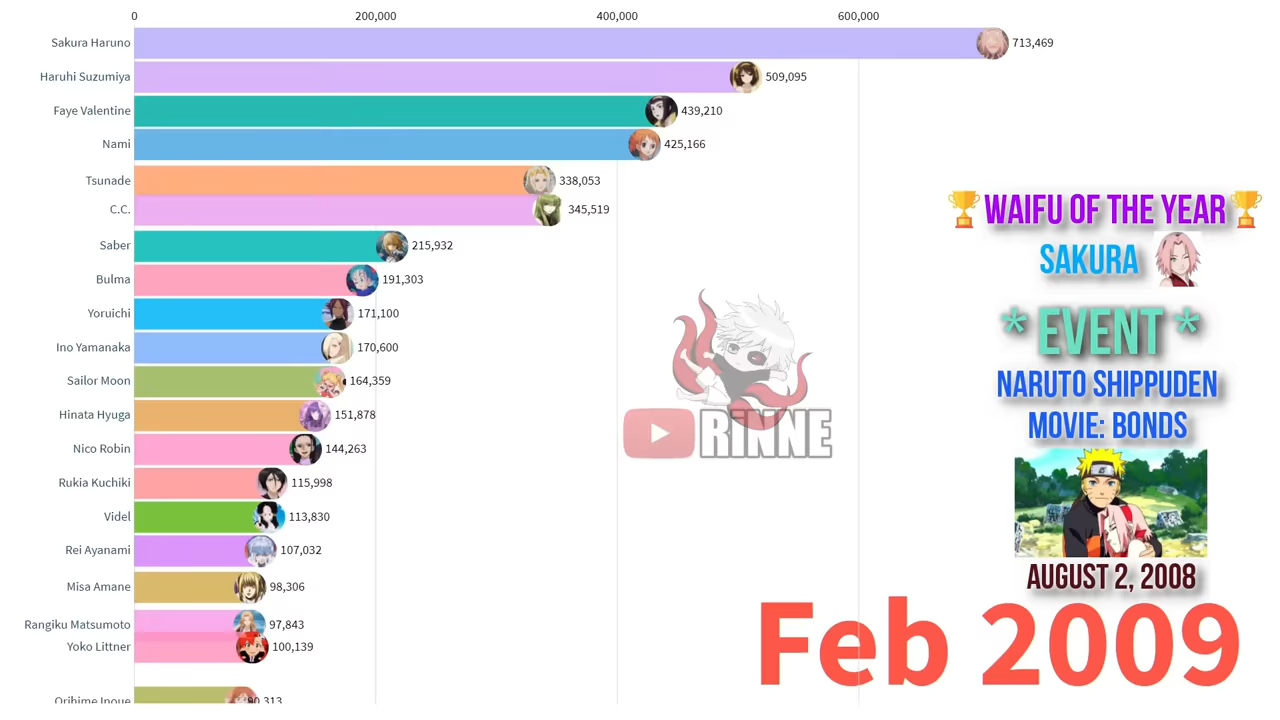 0 200,000 400,000 600,000
Sakura Haruno 713,469
Haruhi Suzumiya 509,095
Faye Valentine 439,210
Nami 425,166
Tsunade 338,053
C.C. 345,519
Saber 215,932
Bulma 191,303
Yoruichi 171,100
Ino Yamanaka 170,600
Sailor Moon 164,359
Hinata Hyuga 151,878
Nico Robin 144,263
Rukia Kuchiki 115,998
Videl 113,830
Rei Ayanami 107,032
Misa Amane 98,306
Rangiku Matsumoto 97,843
Yoko Littner 100,139
Orihime Inoue 90,313
RiNNE
WAIFU OF THE YEAR
SAKURA
* EVENT *
NARUTO SHIPPUDEN
MOVIE: BONDS
AUGUST 2, 2008
Feb 2009